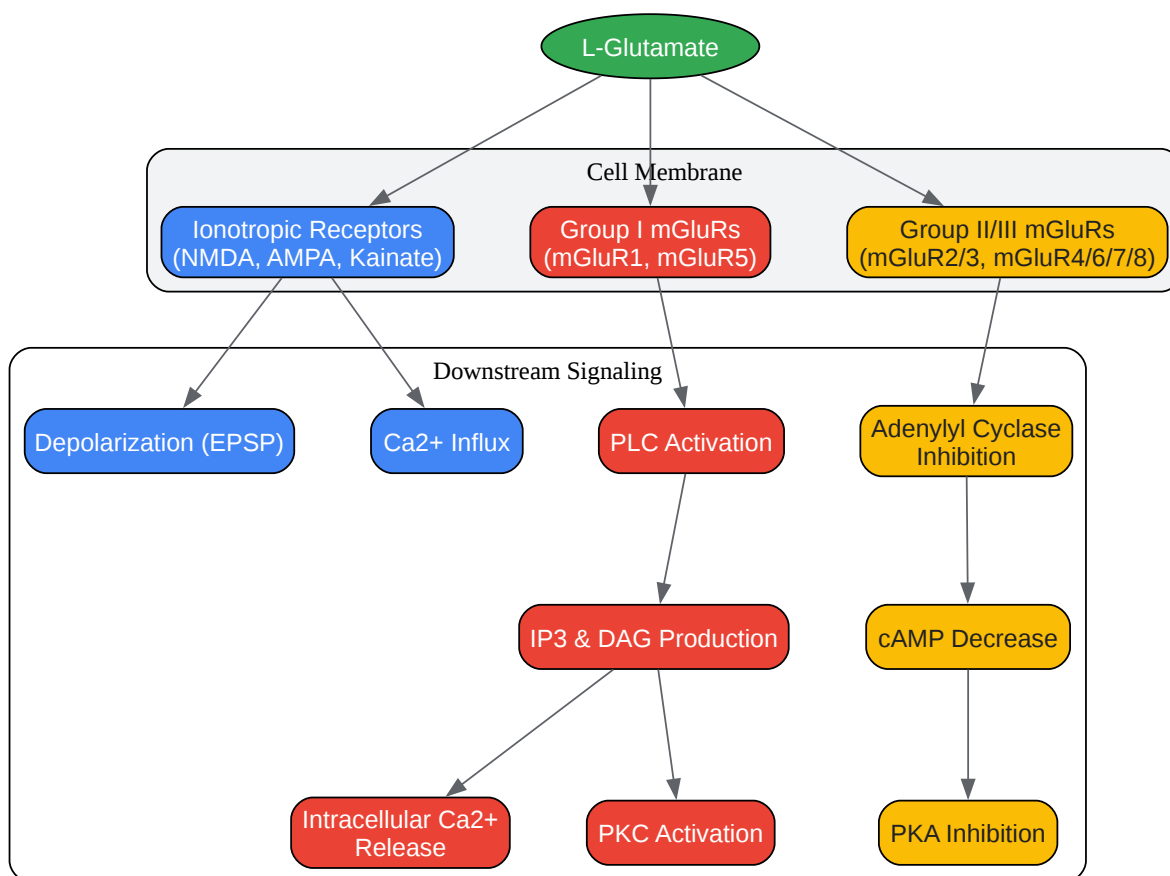 L-Glutamate
Cell Membrane
Ionotropic Receptors
(NMDA, AMPA, Kainate)
Group I mGluRs
(mGluR1, mGluR5)
Group II/III mGluRs
(mGluR2/3, mGluR4/6/7/8)
Downstream Signaling
Depolarization (EPSP)
Ca2+ Influx
PLC Activation
Adenylyl Cyclase
Inhibition
IP3 & DAG Production
cAMP Decrease
Intracellular Ca2+
Release
PKC Activation
PKA Inhibition